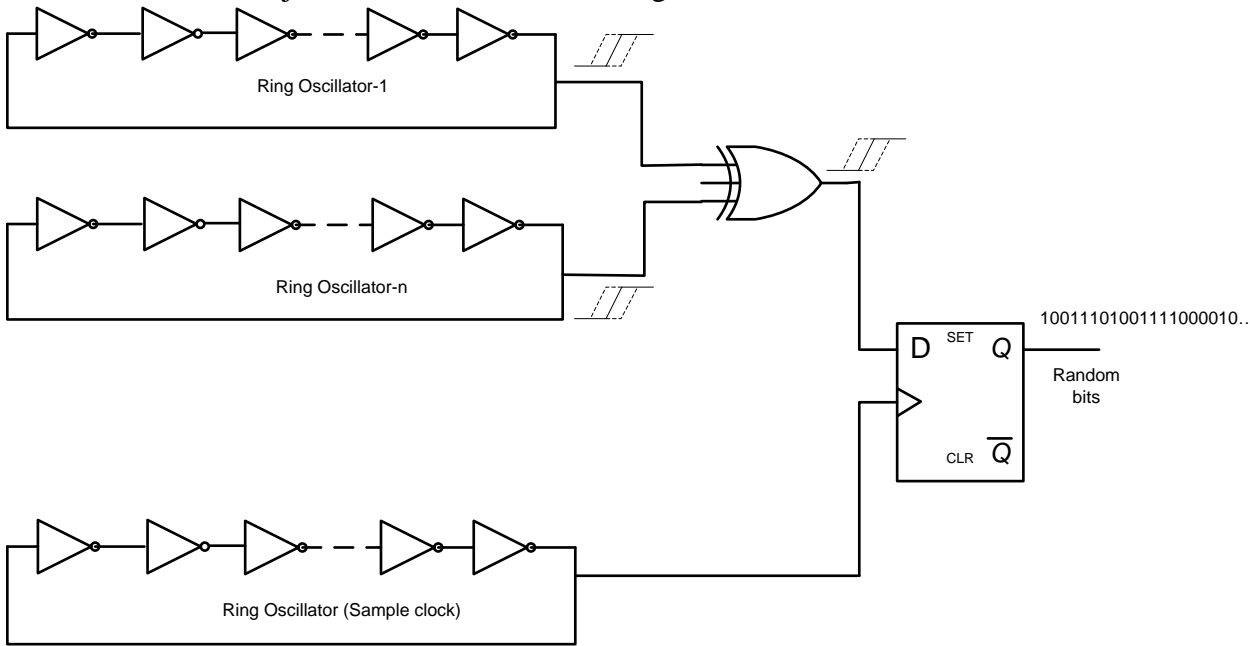 Ring Oscillator-1
Ring Oscillator-n
10011101001111000010..
D
SET
Q
Random
bits
CLR
Q
Ring Oscillator (Sample clock)